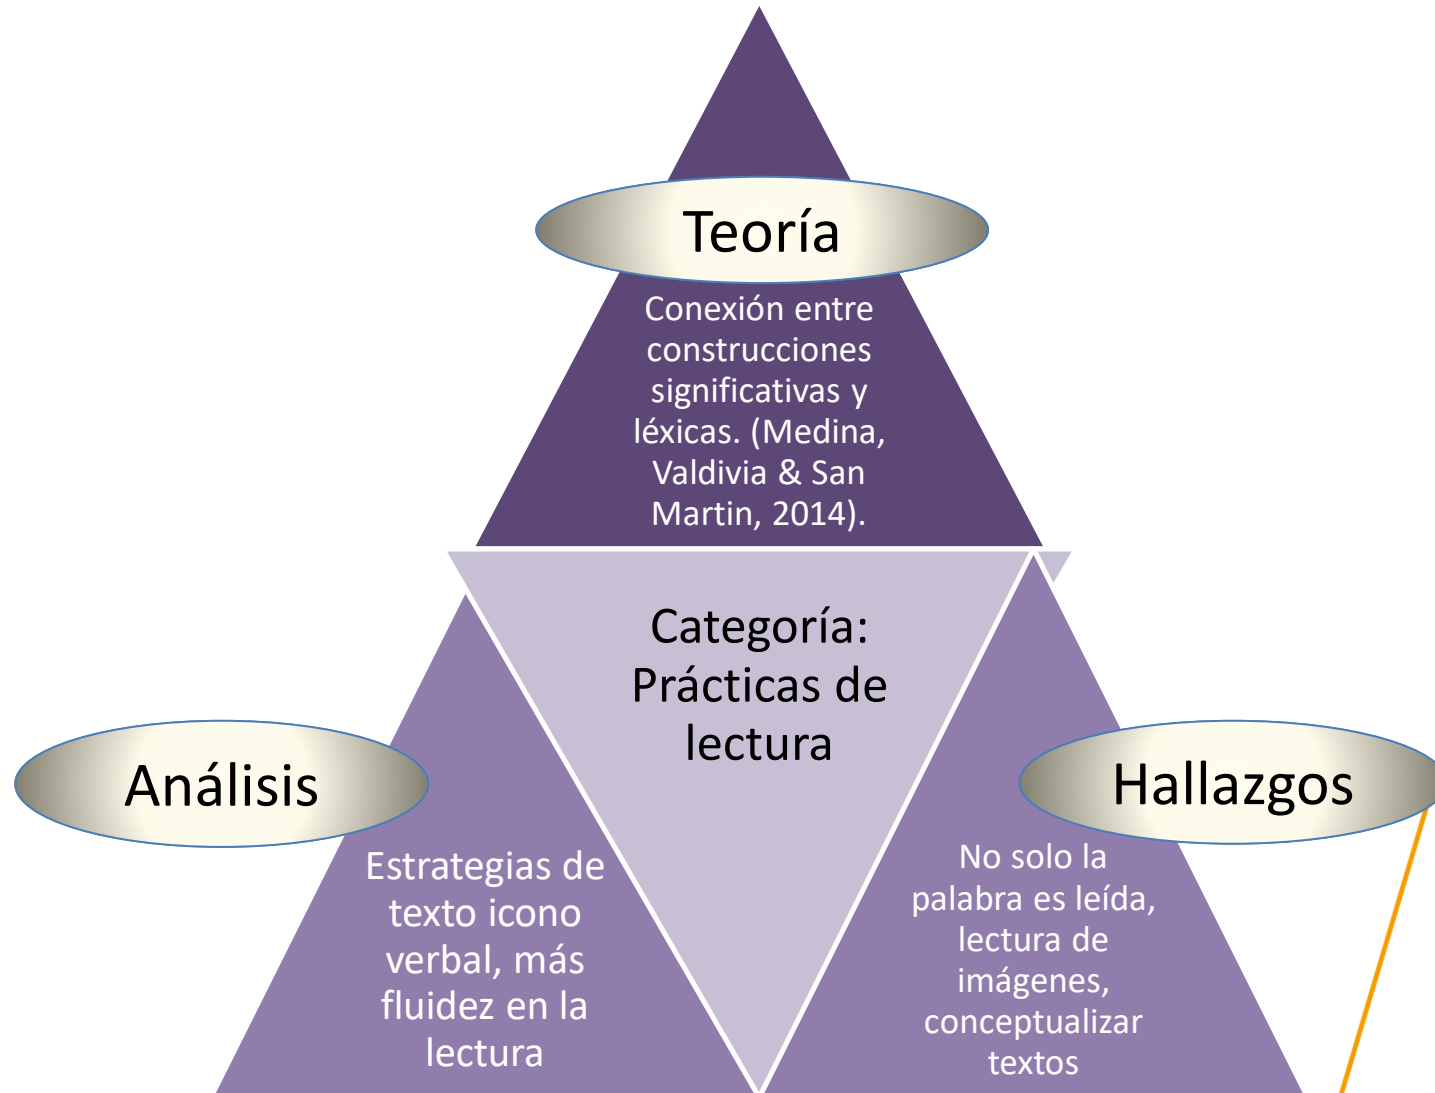 Teoría
Conexión entre
construcciones
significativas y
léxicas. (Medina,
Valdivia & San
Martin, 2014).
Categoría:
Prácticas de
lectura
Análisis
Estrategias de
texto icono
verbal, más
fluidez en la
lectura
Hallazgos
No solo la
palabra es leída,
lectura de
imágenes,
conceptualizar
textos